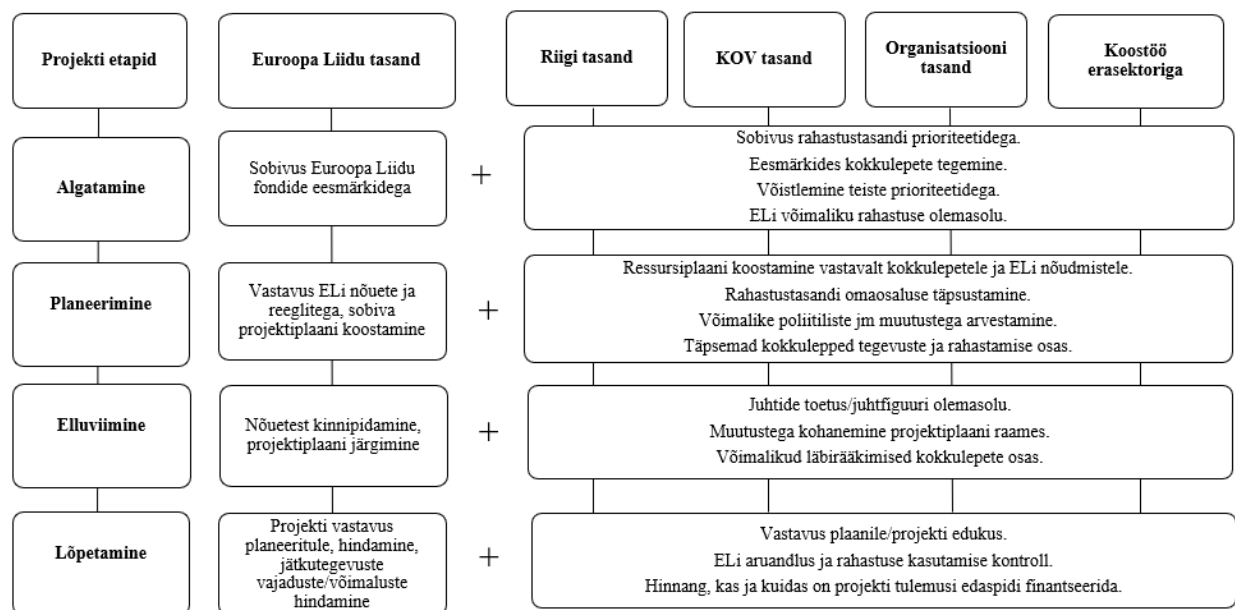 Projekti etapid
Euroopa Liidu tasand
Riigi tasand
KOV tasand
Organisatsiooni
tasand
Koostöö
erasektoriga
Algatamine
Sobivus Euroopa Liidu
fondide eesmärkidega
+
Sobivus rahastustasandi prioriteetidega.
Eesmärkides kokkulepete tegemine.
Võistlemine teiste prioriteetidega.
ELi võimaliku rahastuse olemasolu.
Planeerimine
Vastavus ELi nõuete ja
reeglitega, sobiva
projektiplaani koostamine
+
Ressursiplaani koostamine vastavalt kokkulepetele ja ELi nõudmistele.
Rahastustasandi omaosaluse täpsustamine.
Võimalike poliitiliste jm muutustega arvestamine.
Täpsemad kokkulepped tegevuste ja rahastamise osas.
Elluviimine
Nõuetest kinnipidamine,
projektiplaani järgimine
+
Juhtide toetus/juhtfiguuri olemasolu.
Muutustega kohanemine projektiplaani raames.
Võimalikud läbirääkimised kokkulepete osas.
Lõpetamine
Projekti vastavus
planeeritule, hindamine,
jätkutegevuste
vajaduste/võimaluste
hindamine
+
Vastavus plaanile/projekti edukus.
ELi aruandlus ja rahastuse kasutamise kontroll.
Hinnang, kas ja kuidas on projekti tulemusi edaspidi finantseerida.